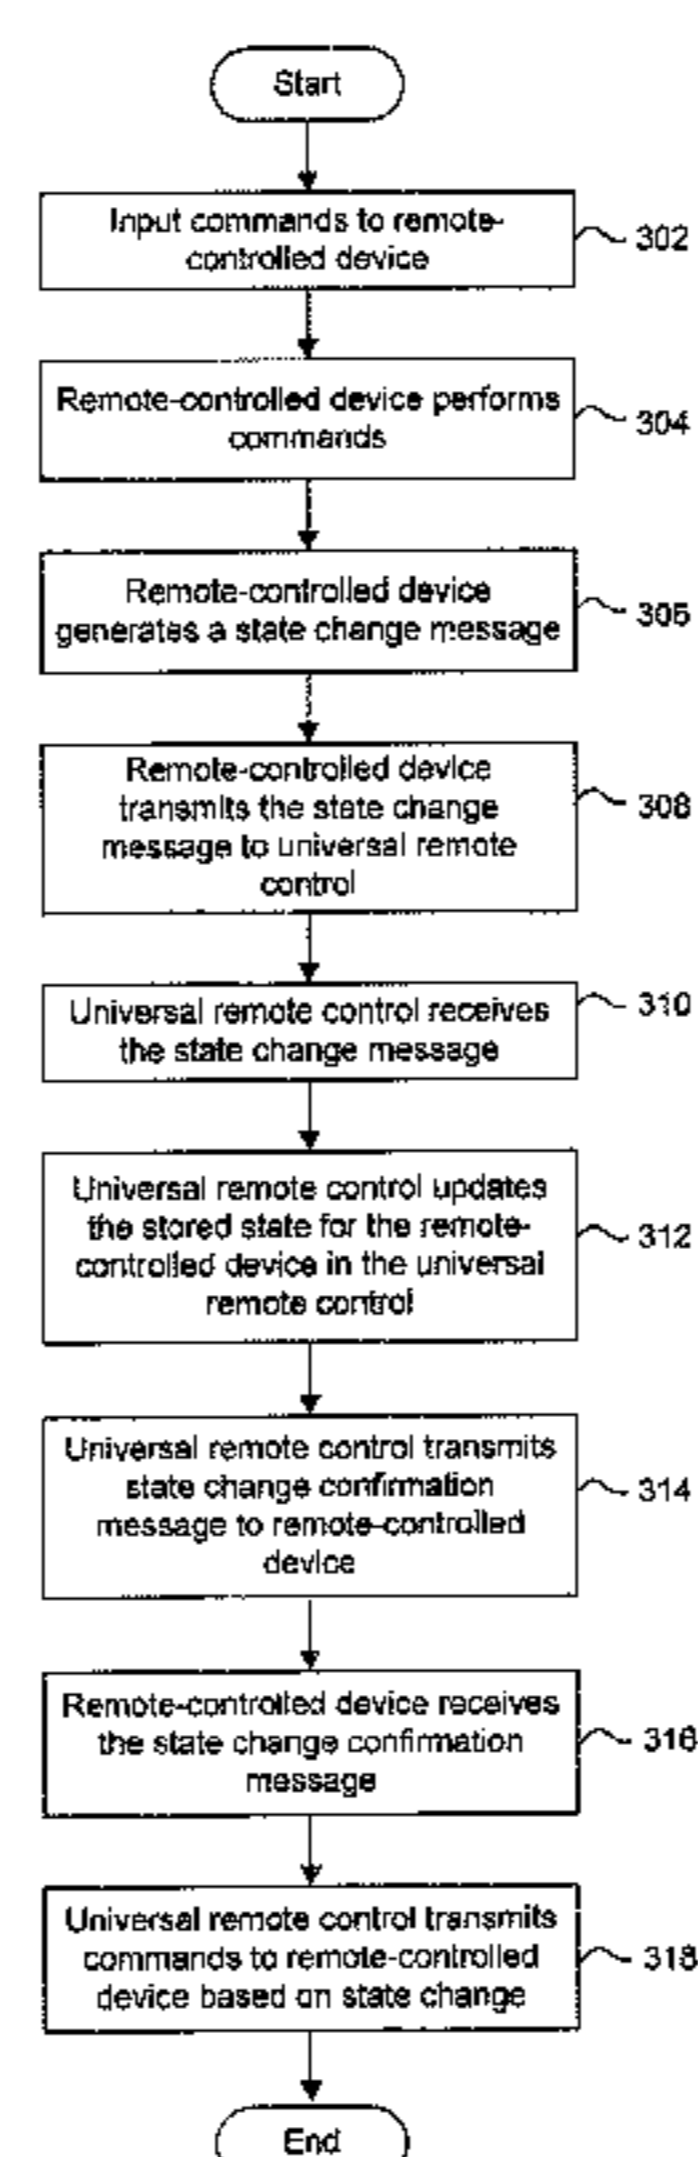 Start
Input commands to remote-
controlled device
302
Remote-controlled device performs
commands
304
Remote-controlled device
generates a state change message
306
Remote-controlled device
transmits the state change
message to universal remote
control
308
Universal remote control receives
the state change message
310
Universal remote control updates
the stored state for the remote-
controlled device in the universal
remote control
312
Universal remote control transmits
state change confirmation
message to remote-controlled
device
314
Remote-controlled device receives
the state change confirmation
message
316
Universal remote control transmits
commands to remote-controlled
device based on state change
318
End